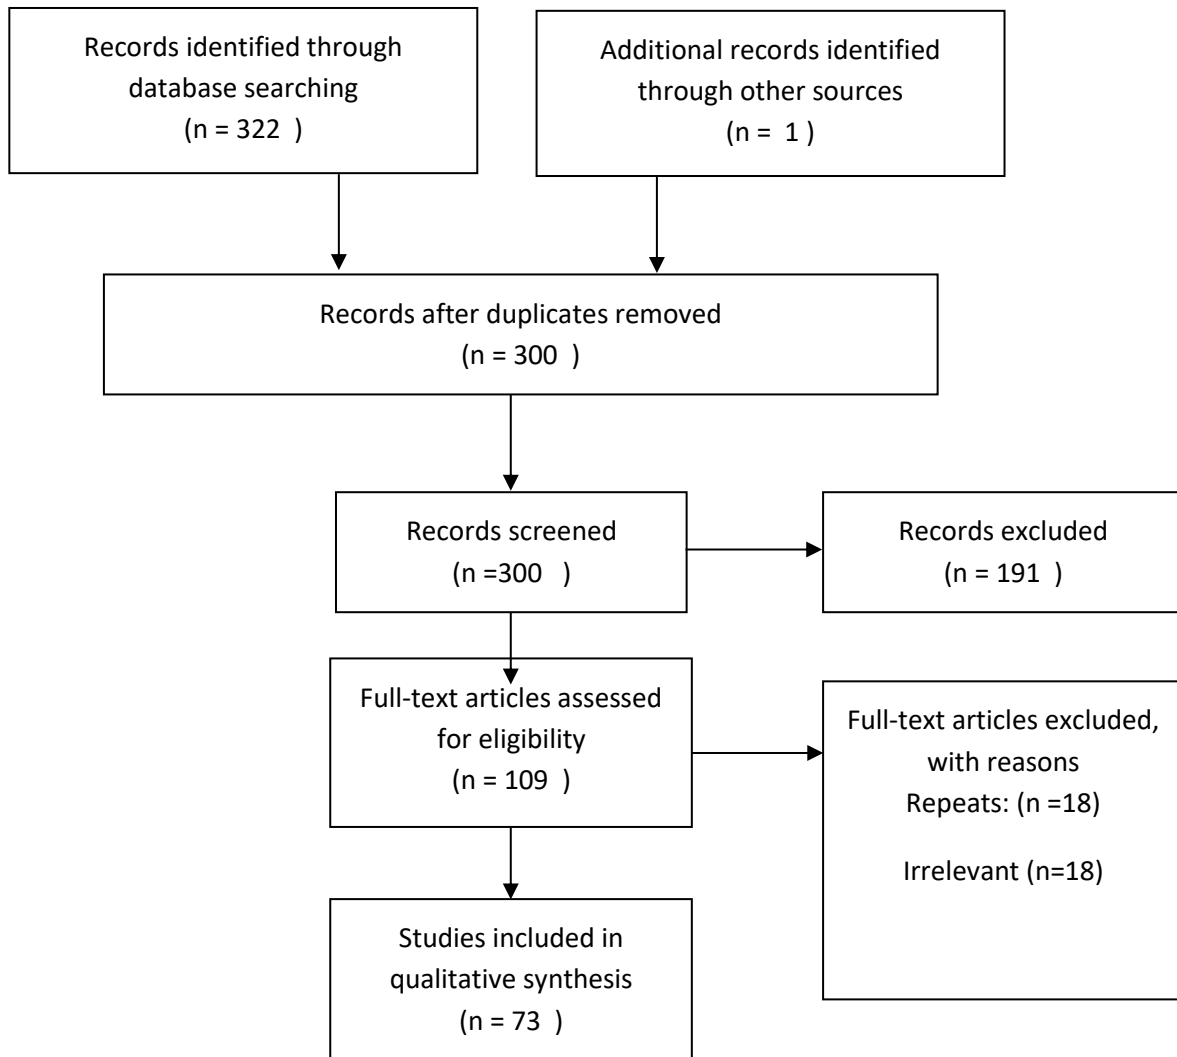 Records identified through
database searching
(n = 322  )
Additional records identified
through other sources
(n =  1 )
Records after duplicates removed
(n = 300  )
Records screened
(n =300   )
Records excluded
(n = 191  )
Full-text articles assessed
for eligibility
(n = 109  )
Full-text articles excluded,
with reasons
Repeats: (n =18)
Irrelevant (n=18)
Studies included in
qualitative synthesis
(n = 73  )